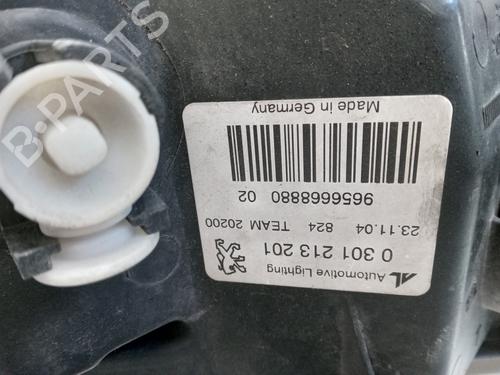 AL Automotive Lighting
0 301 213 201
23.11.04 824 TEAM 20200
9656668880 02
Made in Germany
B-PARTS